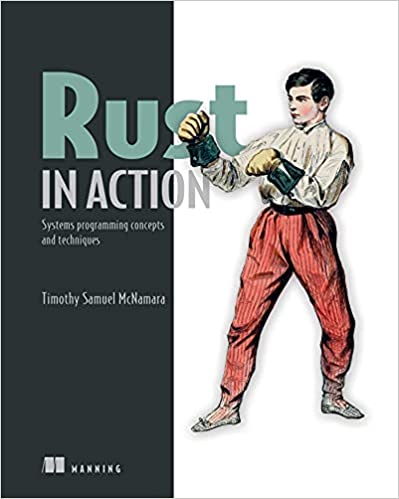 Rust
IN ACTION
Systems programming concepts
and techniques
Timothy Samuel McNamara
MANNING